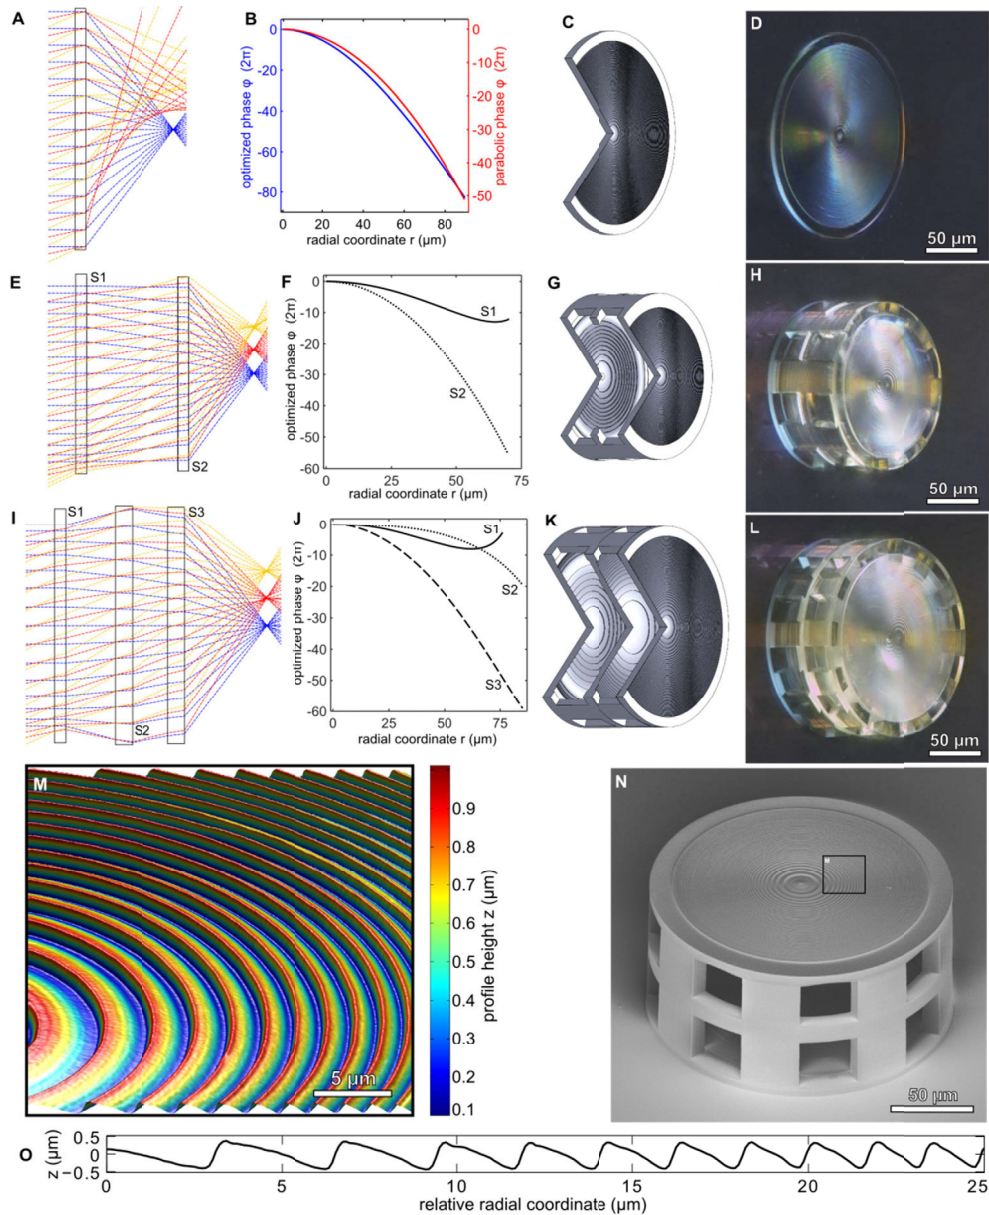 A
B
optimized phase φ (2π)
0
-20
-40
-60
-80
0
-10
-20
-30
-40
-50
parabolic phase φ (2π)
0 20 40 60 80
radial coordinate r (μm)
C
D
50 μm
E
S1
S2
F
optimized phase φ (2π)
0
-10
-20
-30
-40
-50
-60
S1
S2
0 25 50 75
radial coordinate r (μm)
G
H
50 μm
I
S1
S3
S2
J
optimized phase φ (2π)
0
-10
-20
-30
-40
-50
-60
S1
S2
S3
0 25 50 75
radial coordinate r (μm)
K
L
50 μm
M
5 μm
0.9
0.8
0.7
0.6
0.5
0.4
0.3
0.2
0.1
profile height z (μm)
N
M
50 μm
O
z (μm)
0.5
0
-0.5
0 5 10 15 20 25
relative radial coordinate (μm)